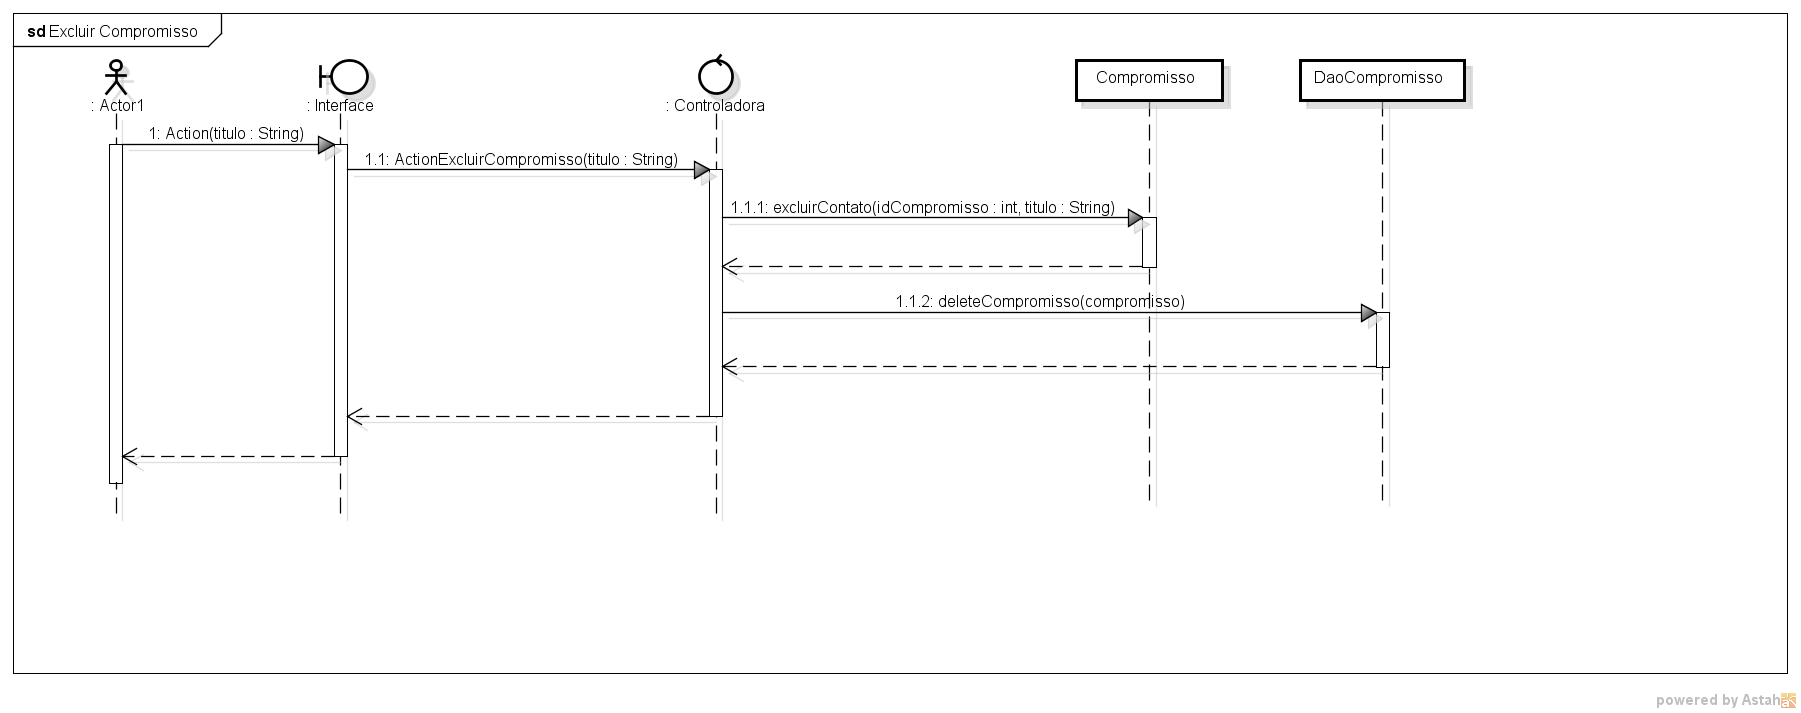 sd Excluir Compromisso
: Actor1
: Interface
: Controladora
Compromisso
DaoCompromisso
1: Action(titulo : String)
1.1: ActionExcluirCompromisso(titulo : String)
1.1.1: excluirContato(idCompromisso : int, titulo : String)
1.1.2: deleteCompromisso(compromisso)
powered by Astah